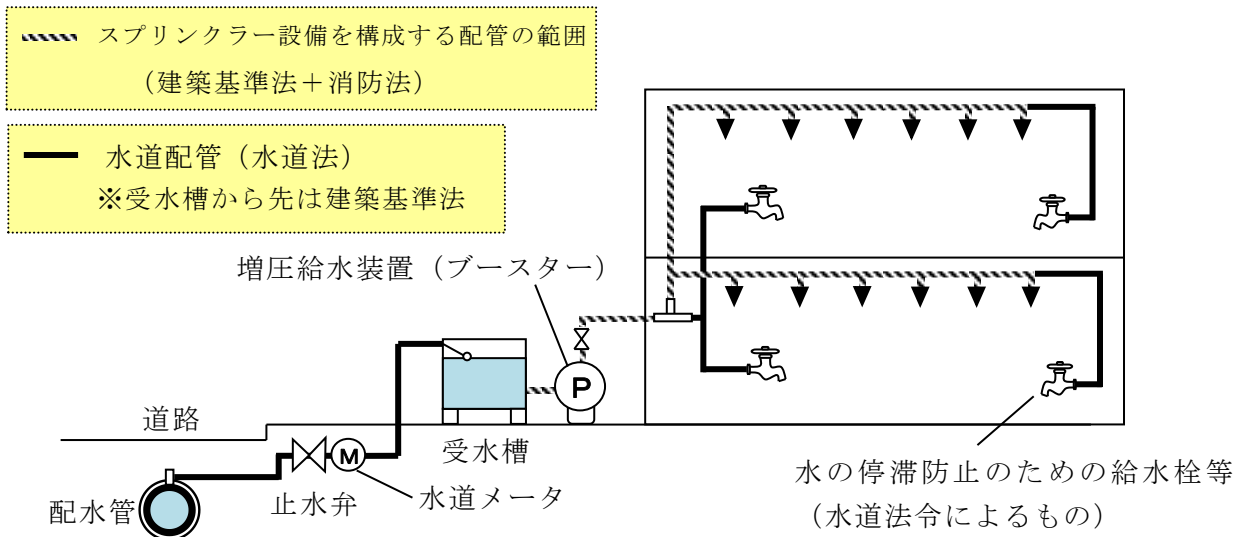 スプリンクラー設備を構成する配管の範囲
（建築基準法＋消防法）
水道配管（水道法）
※受水槽から先は建築基準法
増圧給水装置（ブースター）
P
道路
受水槽
M
配水管
止水弁
水道メータ
水の停滞防止のための給水栓等
（水道法令によるもの）